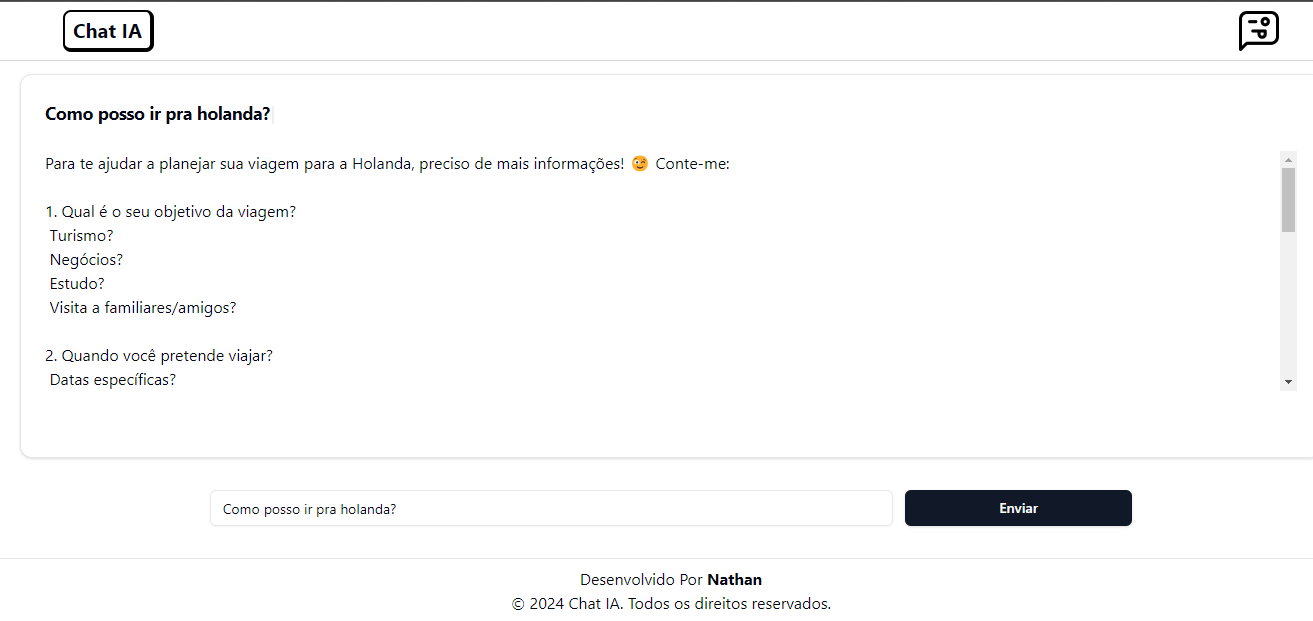 Chat IA
Como posso ir pra holanda?
Para te ajudar a planejar sua viagem para a Holanda, preciso de mais informações! 😉 Conte-me:
1. Qual é o seu objetivo da viagem?
Turismo?
Negócios?
Estudo?
Visita a familiares/amigos?
2. Quando você pretende viajar?
Datas específicas?
Como posso ir pra holanda?
Enviar
Desenvolvido Por Nathan
© 2024 Chat IA. Todos os direitos reservados.